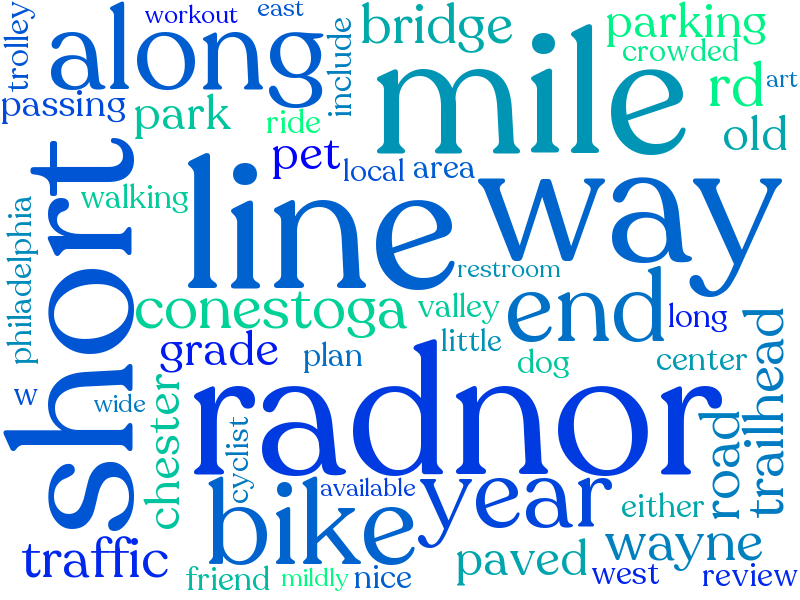 workout
east
trolley
along
include
bridge
parking
crowded
mile
rd
art
passing
park
ride
old
pet
local
area
short
walking
line
way
philadelphia
restroom
conestoga
valley
end
long
grade
plan
little
dog
center
trailhead
w
wide
radnor
chester
cyclist
road
bike
available
year
either
traffic
paved
wayne
friend
mildly
nice
west
review